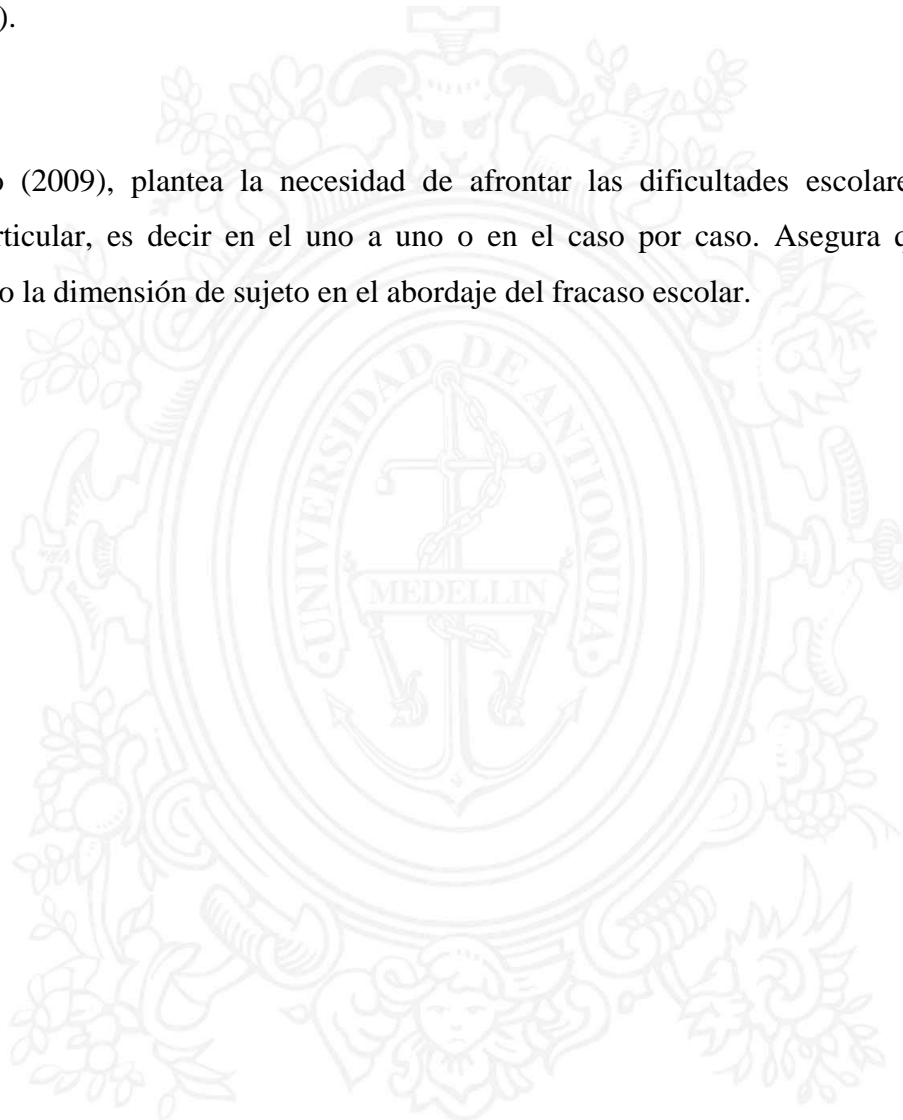 ).
o (2009), plantea la necesidad de afrontar las dificultades escolare
rticular, es decir en el uno a uno o en el caso por caso. Asegura q
o la dimensión de sujeto en el abordaje del fracaso escolar.
UNIVERSIDAD DE ANTIOQUIA
MEDELLIN